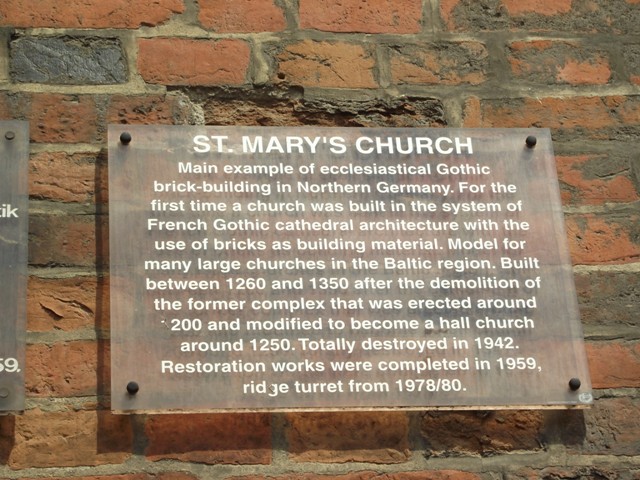 ST. MARY'S CHURCH
Main example of ecclesiastical Gothic
brick-building in Northern Germany. For the
first time a church was built in the system of
French Gothic cathedral architecture with the
use of bricks as building material. Model for
many large churches in the Baltic region. Built
between 1260 and 1350 after the demolition of
the former complex that was erected around
200 and modified to become a hall church
around 1250. Totally destroyed in 1942.
Restoration works were completed in 1959,
ridge turret from 1978/80.
tik
59.